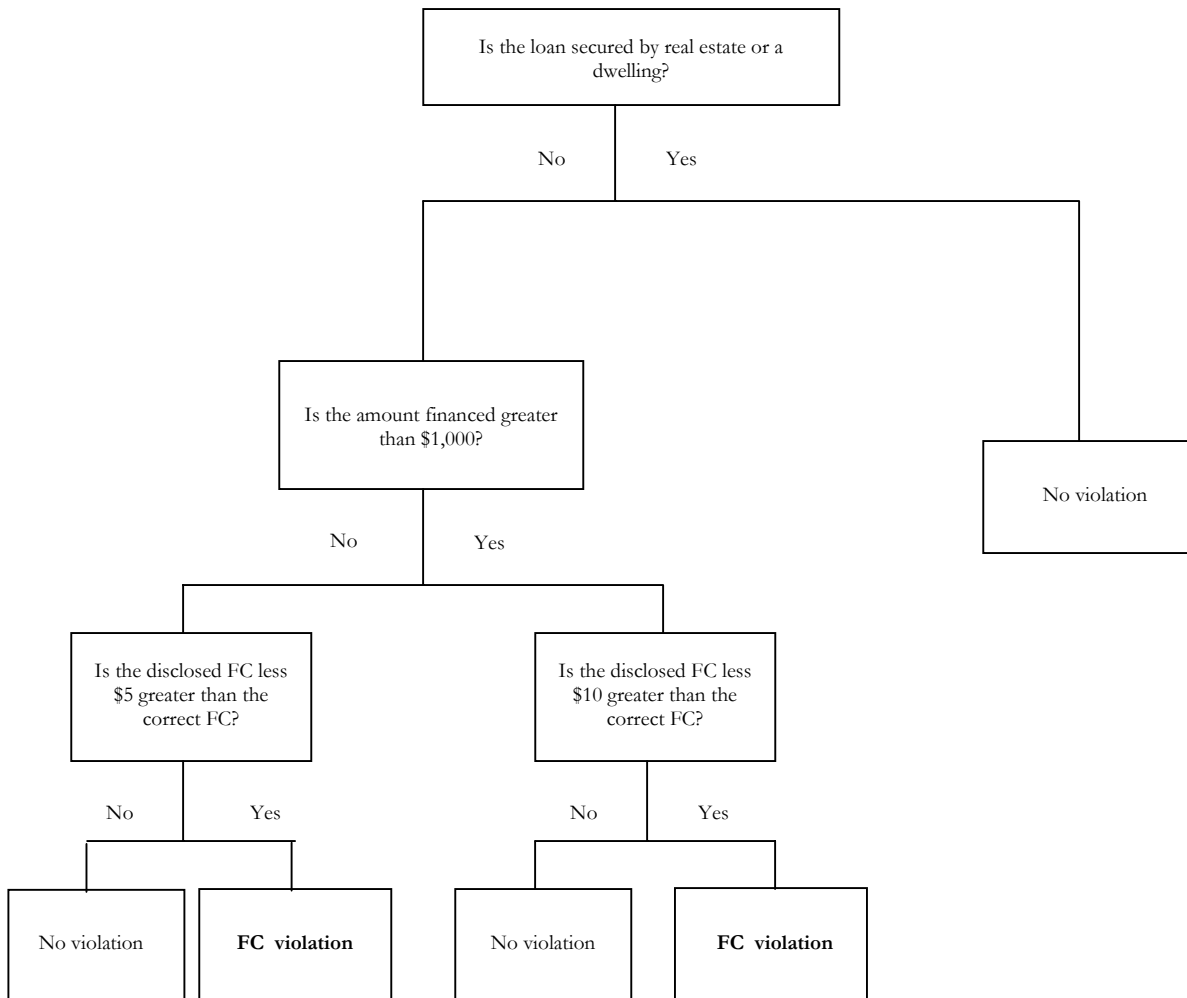 Is the loan secured by real estate or a
dwelling?
No
Yes
Is the amount financed greater
than $1,000?
No violation
No
Yes
Is the disclosed FC less
$5 greater than the
correct FC?
Is the disclosed FC less
$10 greater than the
correct FC?
No
Yes
No
Yes
No violation
FC violation
No violation
FC violation